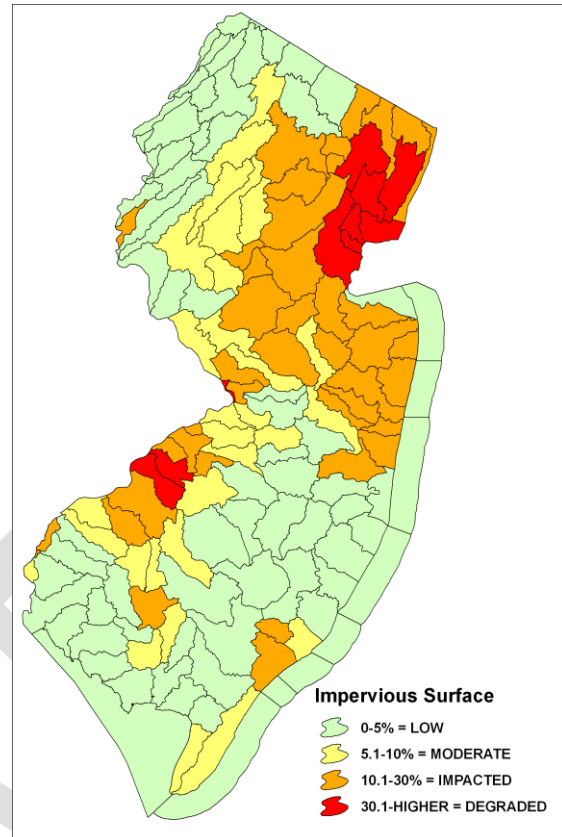 Impervious Surface
0-5% = LOW
5.1-10% = MODERATE
10.1-30% = IMPACTED
30.1-HIGHER = DEGRADED